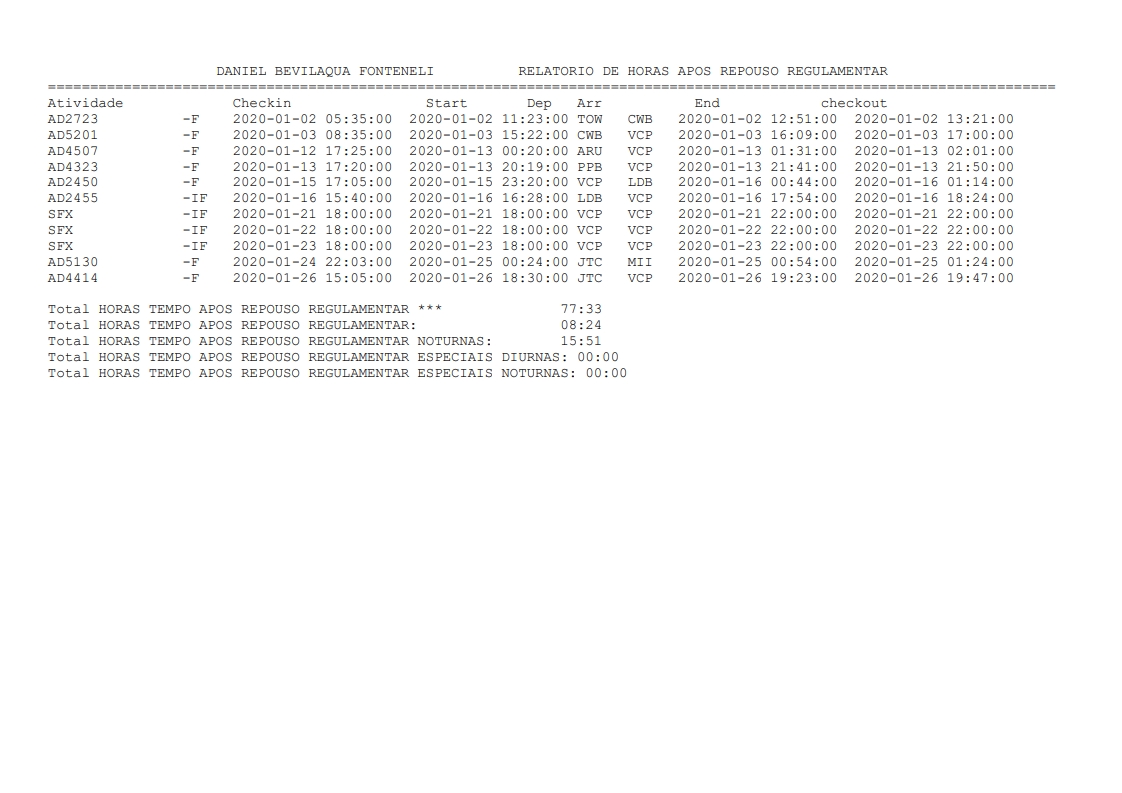 DANIEL BEVILAQUA FONTENELI          RELATORIO DE HORAS APOS REPOUSO REGULAMENTAR
========================================================================================================================
Atividade             Checkin                Start       Dep   Arr           End            checkout
AD2723          -F    2020-01-02 05:35:00  2020-01-02 11:23:00 TOW   CWB   2020-01-02 12:51:00  2020-01-02 13:21:00
AD5201          -F    2020-01-03 08:35:00  2020-01-03 15:22:00 CWB   VCP   2020-01-03 16:09:00  2020-01-03 17:00:00
AD4507          -F    2020-01-12 17:25:00  2020-01-13 00:20:00 ARU   VCP   2020-01-13 01:31:00  2020-01-13 02:01:00
AD4323          -F    2020-01-13 17:20:00  2020-01-13 20:19:00 PPB   VCP   2020-01-13 21:41:00  2020-01-13 21:50:00
AD2450          -F    2020-01-15 17:05:00  2020-01-15 23:20:00 VCP   LDB   2020-01-16 00:44:00  2020-01-16 01:14:00
AD2455          -IF   2020-01-16 15:40:00  2020-01-16 16:28:00 LDB   VCP   2020-01-16 17:54:00  2020-01-16 18:24:00
SFX             -IF   2020-01-21 18:00:00  2020-01-21 18:00:00 VCP   VCP   2020-01-21 22:00:00  2020-01-21 22:00:00
SFX             -IF   2020-01-22 18:00:00  2020-01-22 18:00:00 VCP   VCP   2020-01-22 22:00:00  2020-01-22 22:00:00
SFX             -IF   2020-01-23 18:00:00  2020-01-23 18:00:00 VCP   VCP   2020-01-23 22:00:00  2020-01-23 22:00:00
AD5130          -F    2020-01-24 22:03:00  2020-01-25 00:24:00 JTC   MII   2020-01-25 00:54:00  2020-01-25 01:24:00
AD4414          -F    2020-01-26 15:05:00  2020-01-26 18:30:00 JTC   VCP   2020-01-26 19:23:00  2020-01-26 19:47:00
Total HORAS TEMPO APOS REPOUSO REGULAMENTAR ***              77:33
Total HORAS TEMPO APOS REPOUSO REGULAMENTAR:                 08:24
Total HORAS TEMPO APOS REPOUSO REGULAMENTAR NOTURNAS:        15:51
Total HORAS TEMPO APOS REPOUSO REGULAMENTAR ESPECIAIS DIURNAS: 00:00
Total HORAS TEMPO APOS REPOUSO REGULAMENTAR ESPECIAIS NOTURNAS: 00:00